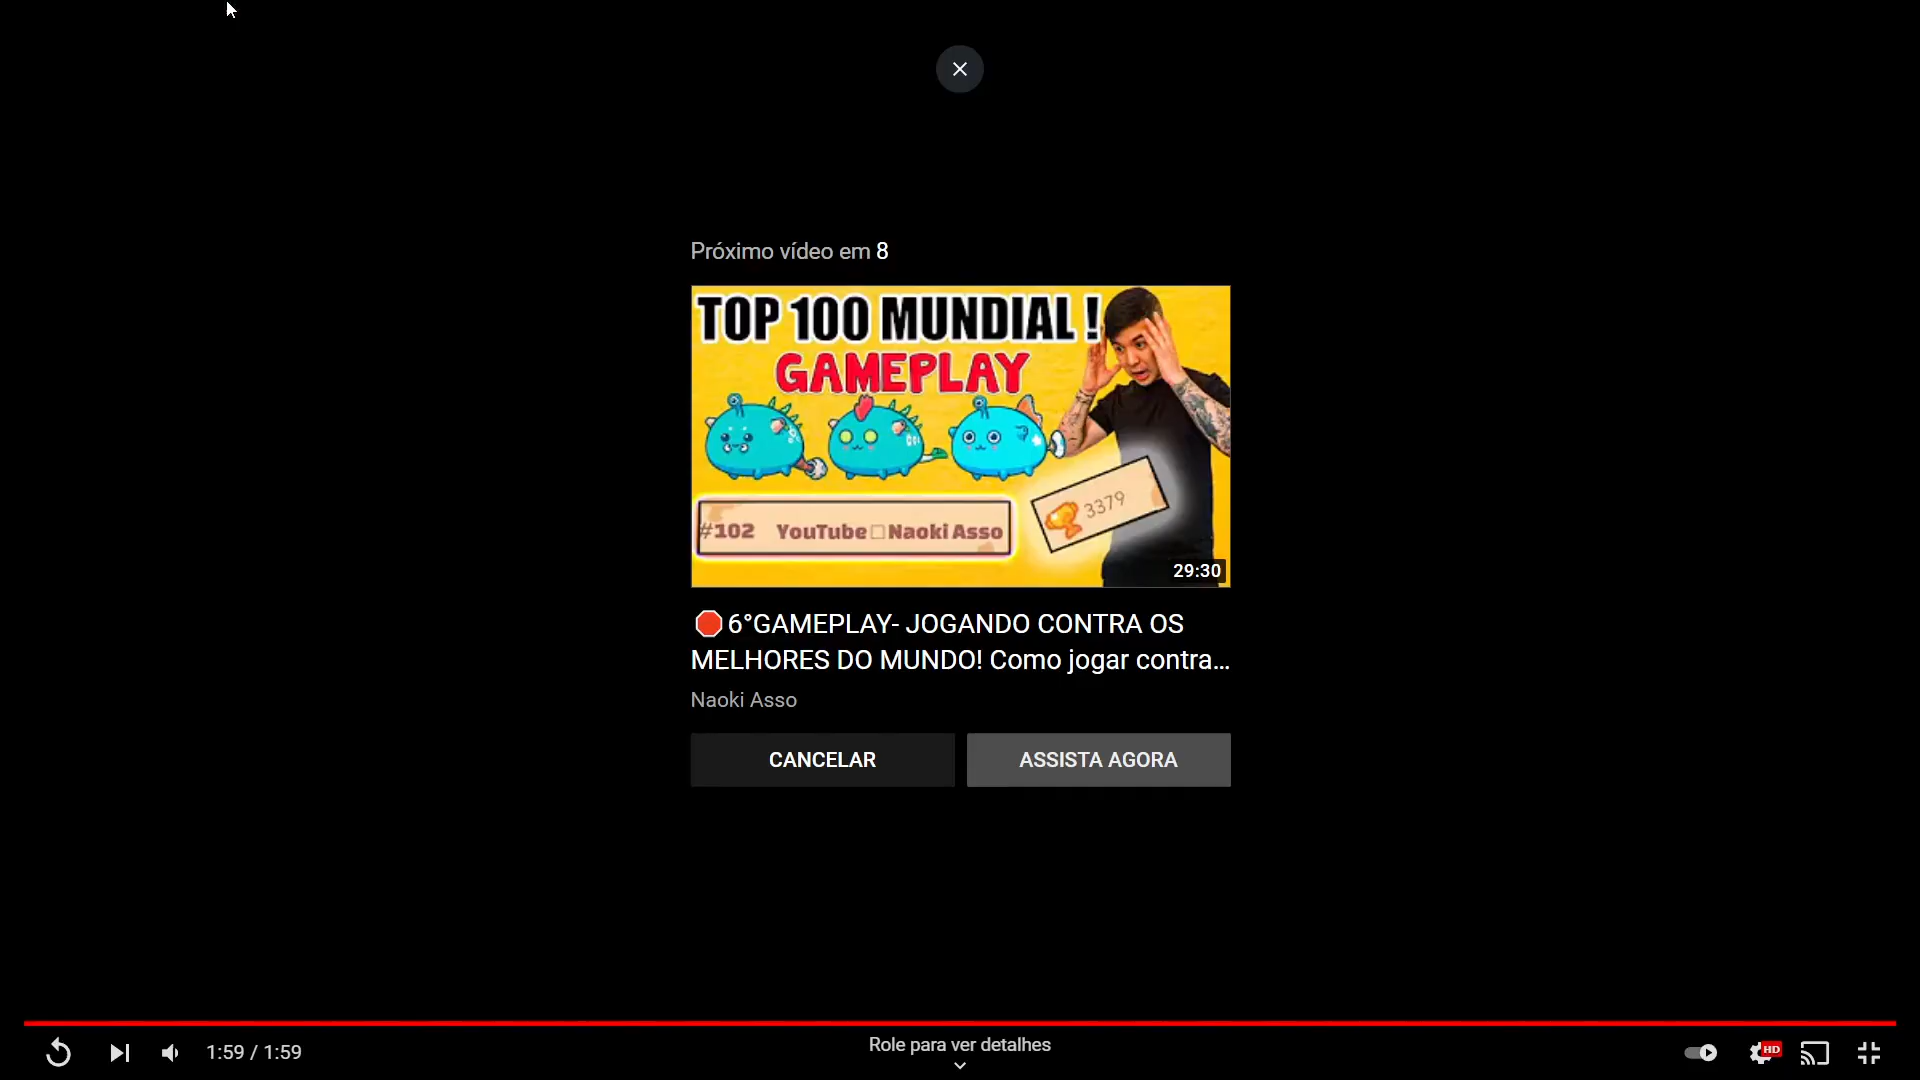 Próximo vídeo em 8
TOP 100 MUNDIAL !
GAMEPLAY
3379
#102 YouTube□Naoki Asso
29:30
🛑6°GAMEPLAY- JOGANDO CONTRA OS
MELHORES DO MUNDO! Como jogar contra...
Naoki Asso
CANCELAR
ASSISTA AGORA
1:59 / 1:59
Role para ver detalhes
HD